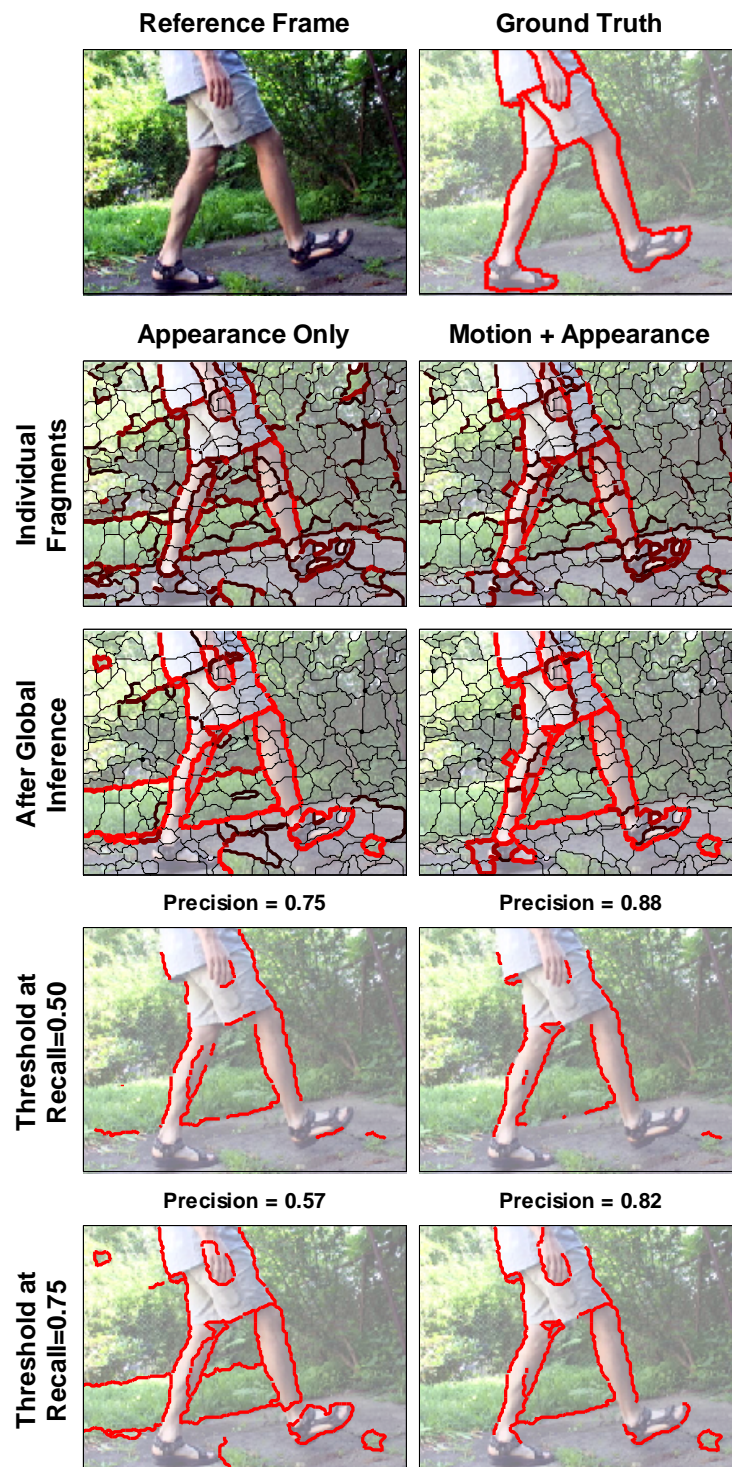 Reference Frame
Ground Truth
Appearance Only
Motion + Appearance
Individual
Fragments
After Global
Inference
Precision = 0.75
Precision = 0.88
Threshold at
Recall=0.50
Precision = 0.57
Precision = 0.82
Threshold at
Recall=0.75